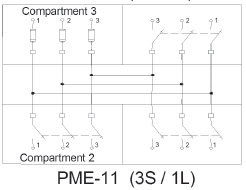 Compartment 3
1 2 3 3 2 1
1 2 3 3 2 1
Compartment 2
PME-11 (3S / 1L)